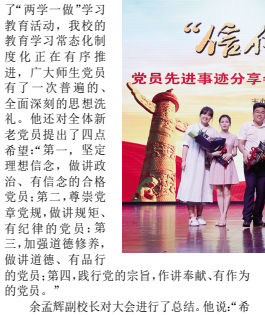 了“两学一做”学习
教育活动，我校的
教育学习常态化制
度化正在有序推
进，广大师生党员
有了一次普遍的、
全面深刻的思想洗
礼。他还对全体新
老党员提出了四点
希望：“第一，坚定
理想信念，做讲政
治、有信念的合格
党员；第二，尊崇党
章党规，做讲规矩、
有纪律的党员；第
三，加强道德修养，
做讲道德、有品行
的党员；第四，践行党的宗旨，作讲奉献、有作为
的党员。”
余孟辉副校长对大会进行了总结。他说：“希
“信
党员先进事迹分享